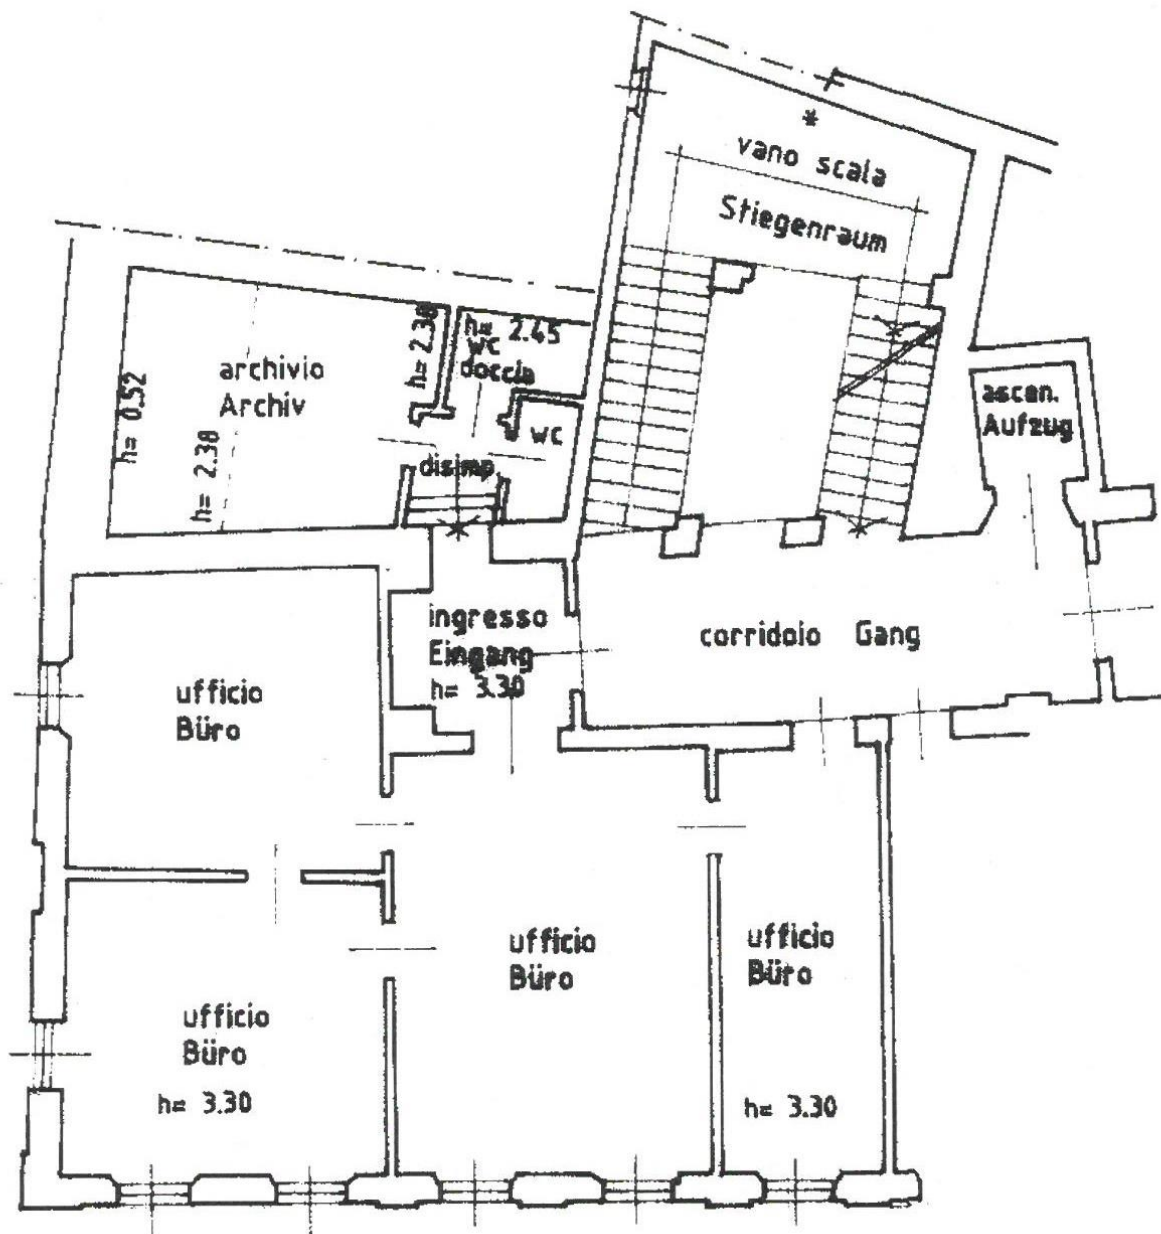 *
vano scala
Stiegenraum
h= 2.45
wc
doccia
h= 2.38
archivio
Archiv
h= 0.52
h= 2.38
wc
disimp.
ascen.
Aufzug
ingresso
Eingang
h= 3.30
corridoio Gang
ufficio
Büro
ufficio
Büro
ufficio
Büro
ufficio
Büro
h= 3.30
h= 3.30